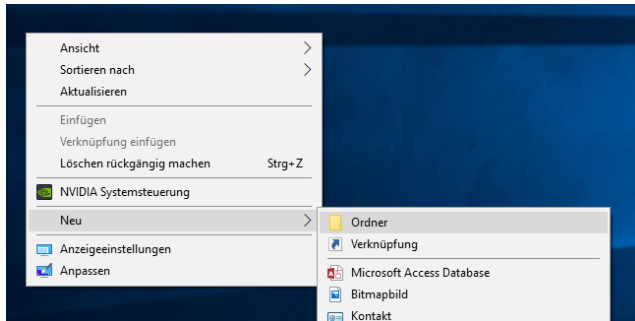 Ansicht
Sortieren nach
Aktualisieren
Einfügen
Verknüpfung einfügen
Löschen rückgängig machen Strg+Z
NVIDIA Systemsteuerung
Neu
Ordner
Verknüpfung
Anzeigeeinstellungen
Anpassen
Microsoft Access Database
Bitmapbild
Kontakt